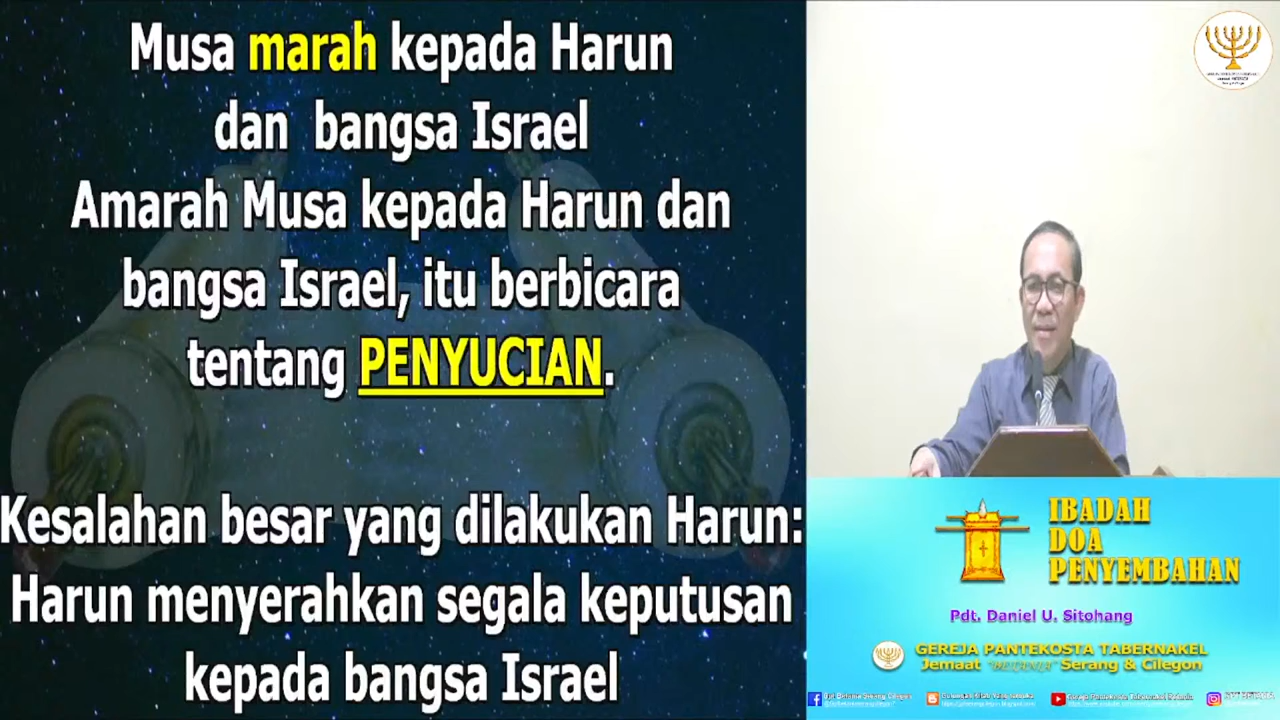 Musa marah kepada Harun
dan bangsa Israel
Amarah Musa kepada Harun dan
bangsa Israel, itu berbicara
tentang PENYUCIAN.
Kesalahan besar yang dilakukan Harun:
Harun menyerahkan segala keputusan
kepada bangsa Israel
IBADAH
DOA
PENYEMBAHAN
Pdt. Daniel U. Sitohang
GEREJA PANTEKOSTA TABERNAKEL
Jemaat "BETANIA" Serang & Cilegon